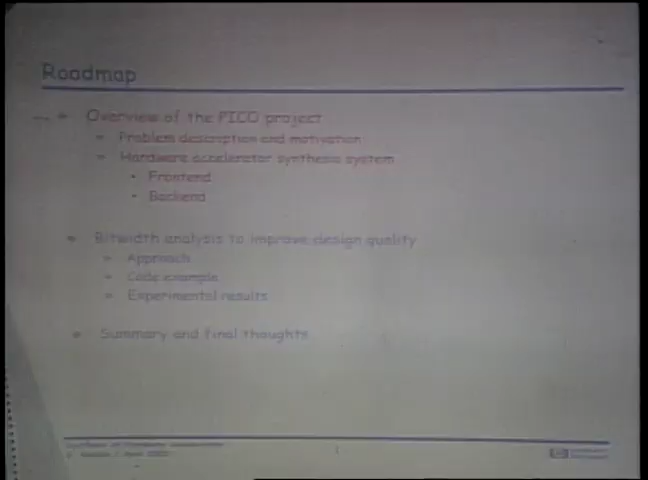 Roadmap
Overview of the PICO project
Problem description and motivation
Hardware accelerator synthesis system
Frontend
Backend
Bitwidth analysis to improve design quality
Approach
Code example
Experimental results
Summary and final thoughts